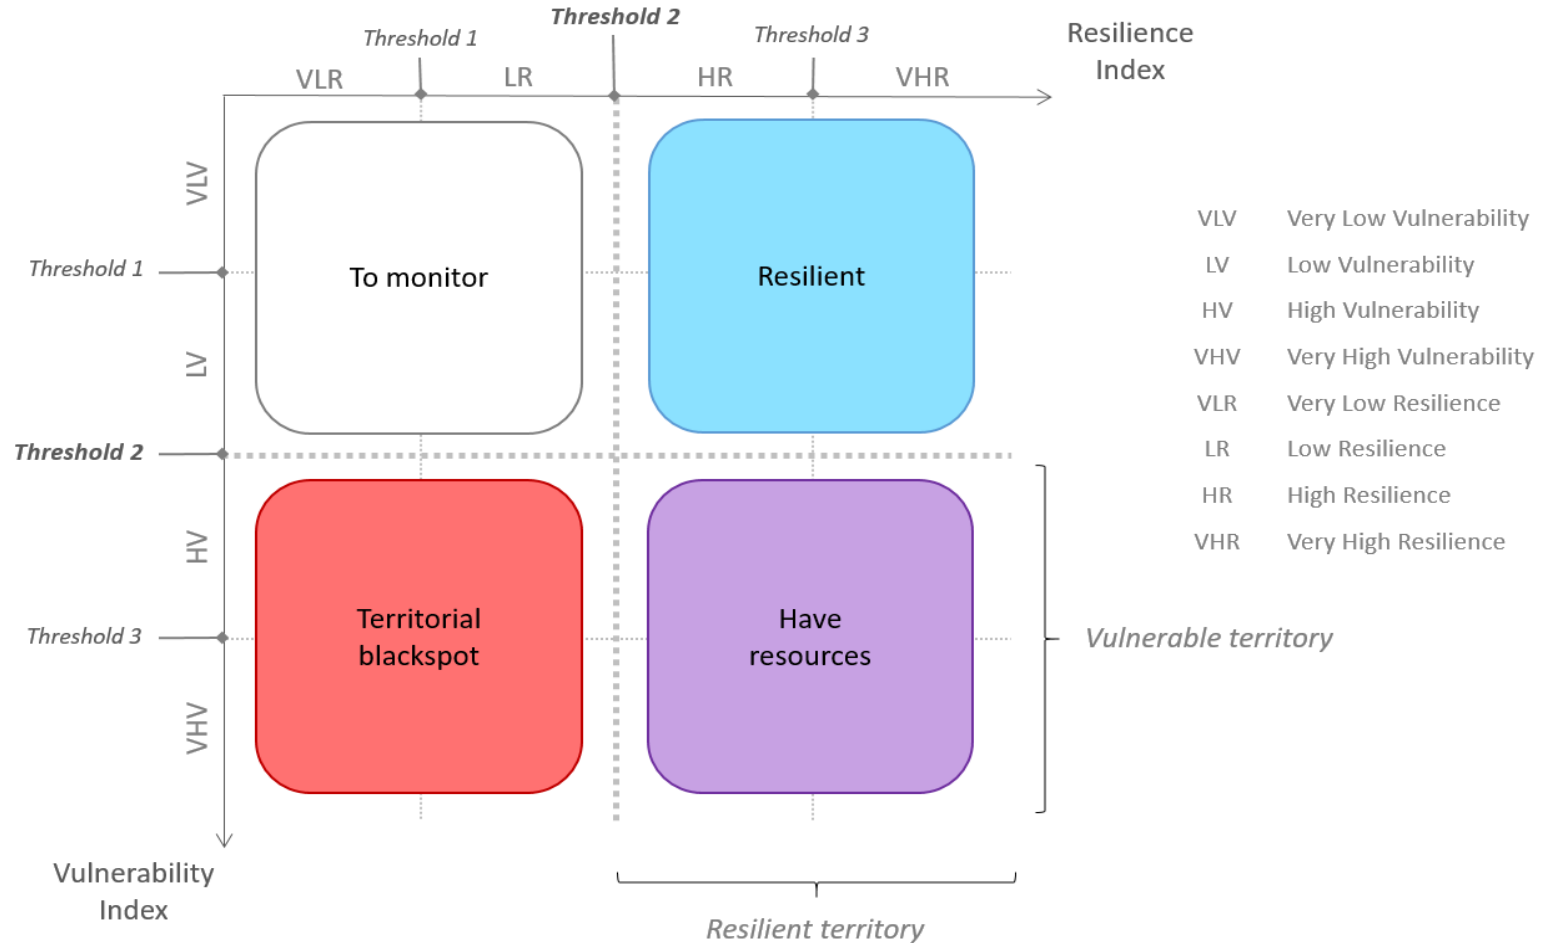 Threshold 2
Threshold 1
Threshold 3
Resilience
Index
VLR
LR
HR
VHR
VLV
Threshold 1
LV
Threshold 2
HV
Threshold 3
VHV
Vulnerability
Index
To monitor
Resilient
Territorial
blackspot
Have
resources
VLV Very Low Vulnerability
LV Low Vulnerability
HV High Vulnerability
VHV Very High Vulnerability
VLR Very Low Resilience
LR Low Resilience
HR High Resilience
VHR Very High Resilience
Vulnerable territory
Resilient territory